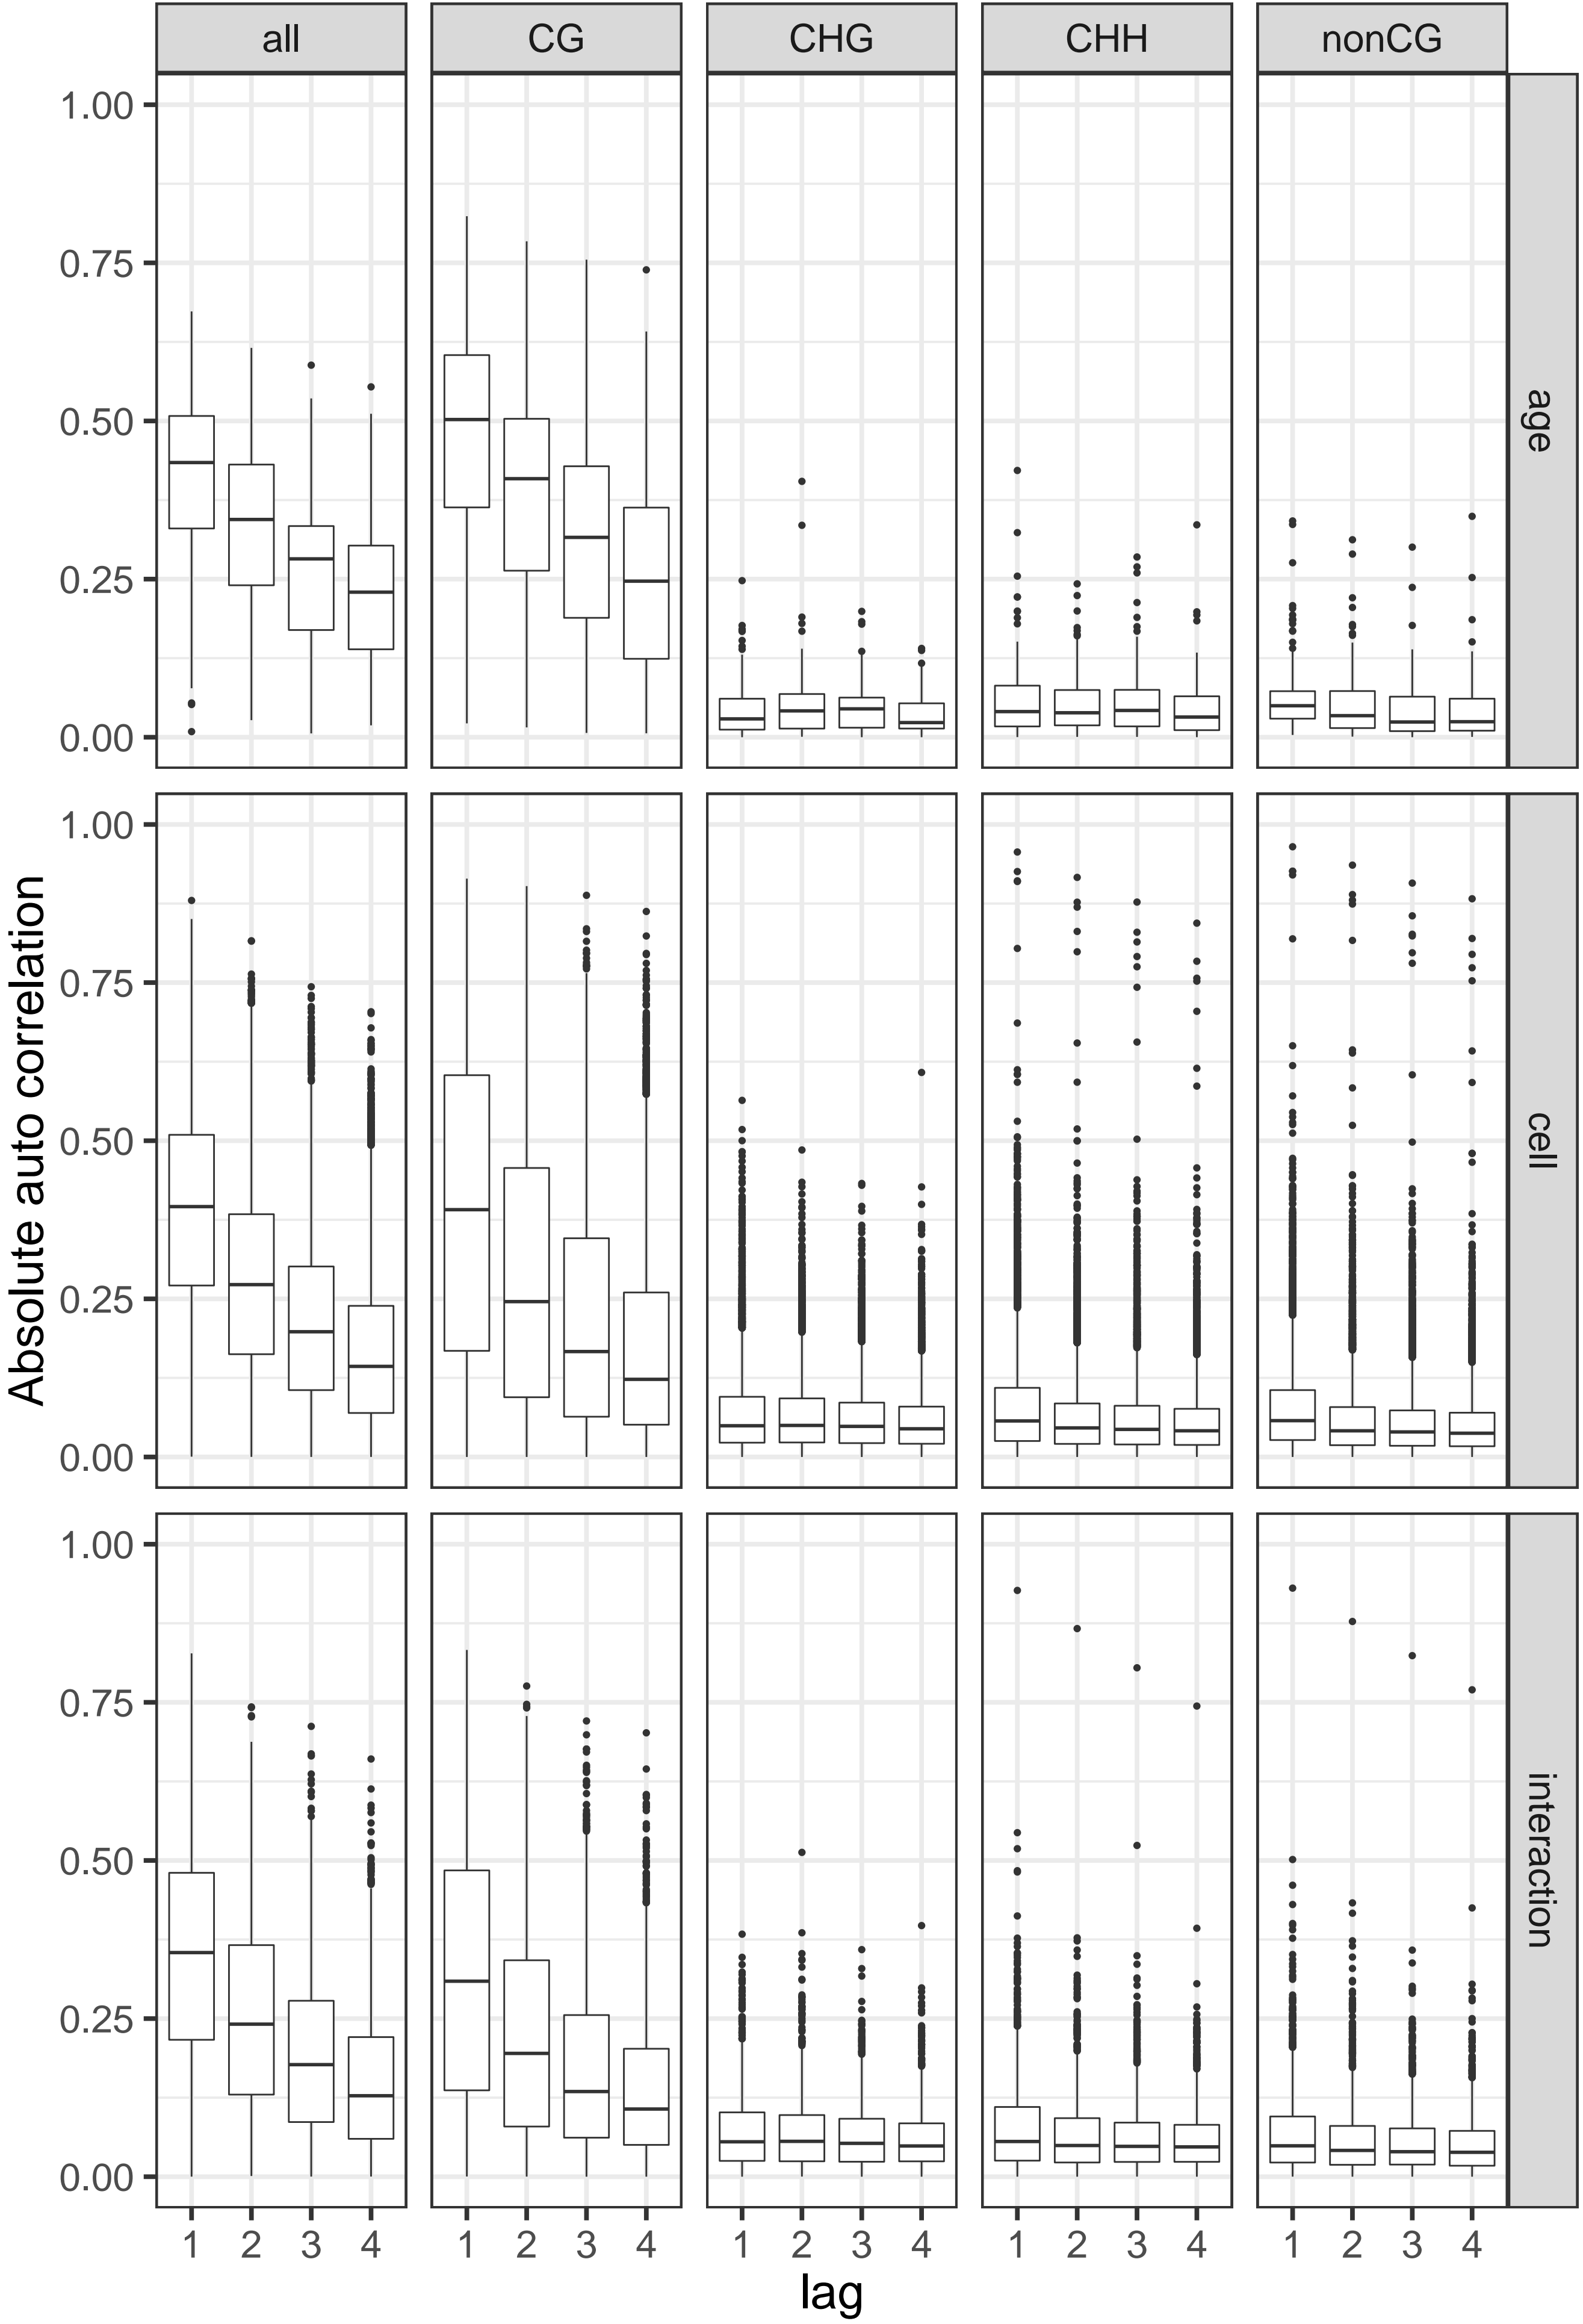 all CG CHG CHH nonCG
1.00
0.75
0.50
0.25
0.00
age
1.00
0.75
0.50
0.25
0.00
cell
Absolute auto correlation
1.00
0.75
0.50
0.25
0.00
interaction
1 2 3 4 1 2 3 4 1 2 3 4 1 2 3 4 1 2 3 4
lag